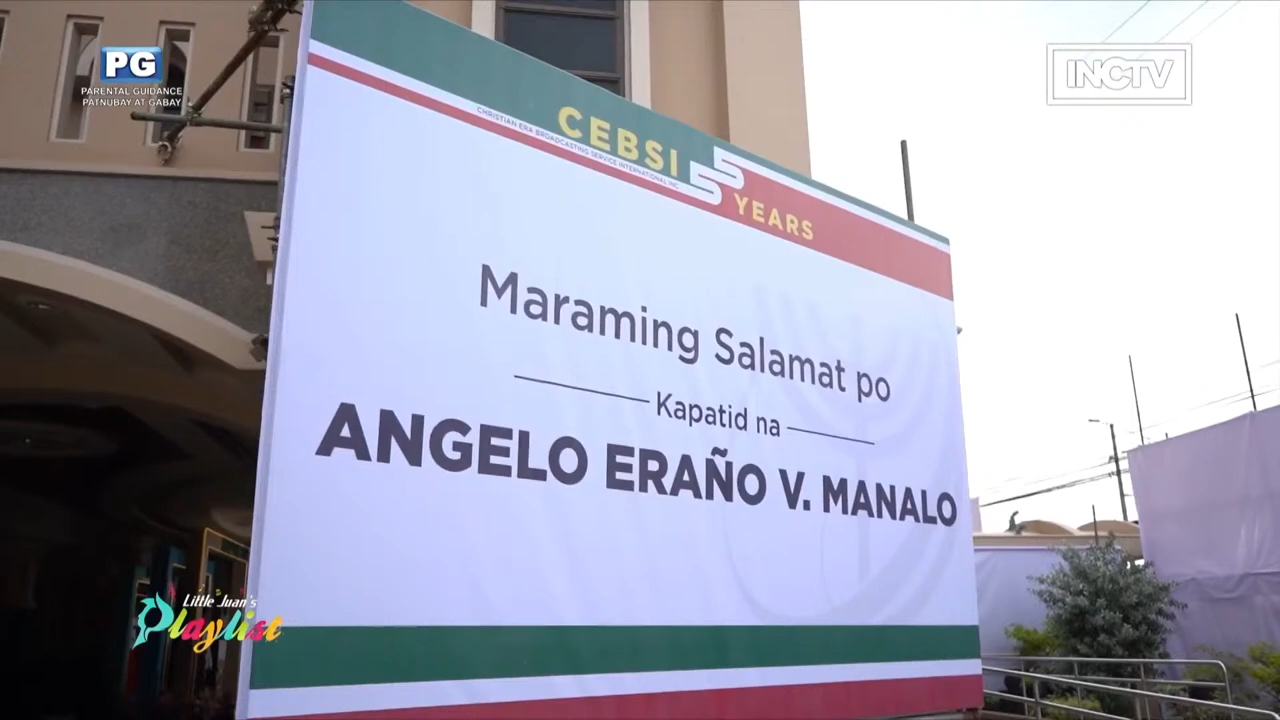 PG
PARENTAL GUIDANCE
PATNUBAY AT GABAY
INCTV
CEBSI
CHRISTIAN ERA BROADCASTING SERVICE INTERNATIONAL INC.
55
YEARS
Maraming Salamat po
Kapatid na
ANGELO ERAÑO V. MANALO
Little Juan's
Playlist